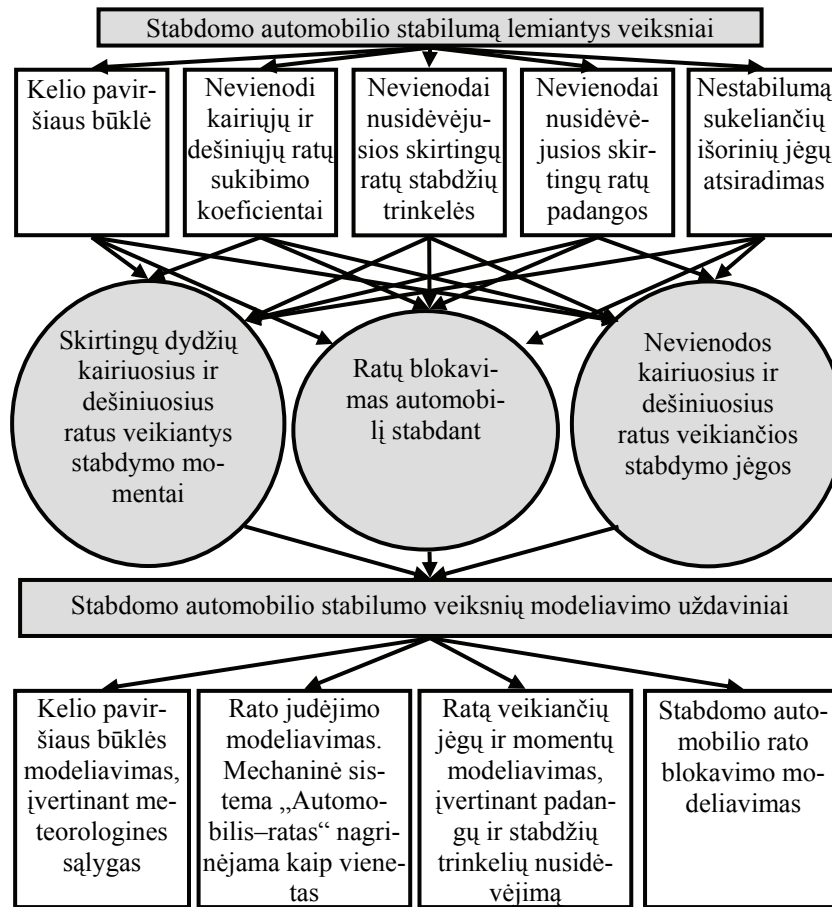 Stabdomo automobilio stabilumą lemiantys veiksniai
Kelio pavir-
šiaus būklė
Nevienodi
kairiųjų ir
dešiniųjų ratų
sukibimo
koeficientai
Nevienodai
nusidėvėju-
sios skirtingų
ratų stabdžių
trinkelės
Nevienodai
nusidėvė-
jusios skir-
tingų ratų
padangos
Nestabilumą
sukeliančių
išorinių jėgų
atsiradimas
Skirtingų dydžių
kairiuosius ir
dešiniuosius
ratus veikiantys
stabdymo mo-
mentai
Ratų blokavi-
mas automobi-
lį stabdant
Nevienodos
kairiuosius ir
dešiniuosius
ratus veikiančios
stabdymo jėgos
Stabdomo automobilio stabilumo veiksnių modeliavimo uždaviniai
Kelio pavir-
šiaus būklės
modeliavimas,
įvertinant me-
teorologines
sąlygas
Rato judėjimo
modeliavimas.
Mechaninė sis-
tema „Automo-
bilis–ratas“ nagri-
nėjama kaip viene-
tas
Ratą veikiančių
jėgų ir momentų
modeliavimas,
įvertinant padan-
gų ir stabdžių
trinkelių nusidė-
vėjimą
Stabdomo auto-
mobilio rato
blokavimo mo-
deliavimas